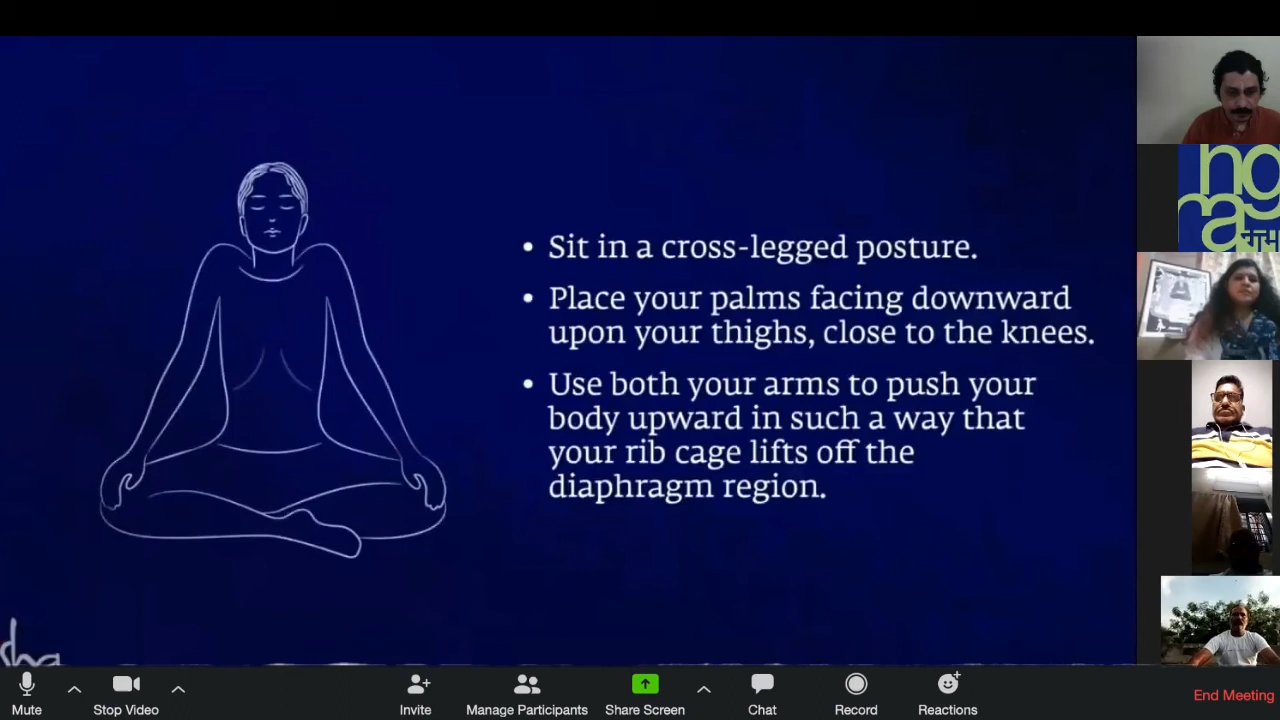 • Sit in a cross-legged posture.
• Place your palms facing downward
upon your thighs, close to the knees.
• Use both your arms to push your
body upward in such a way that
your rib cage lifts off the
diaphragm region.
Mute
Stop Video
Invite
Manage Participants
Share Screen
Chat
Record
Reactions
End Meeting